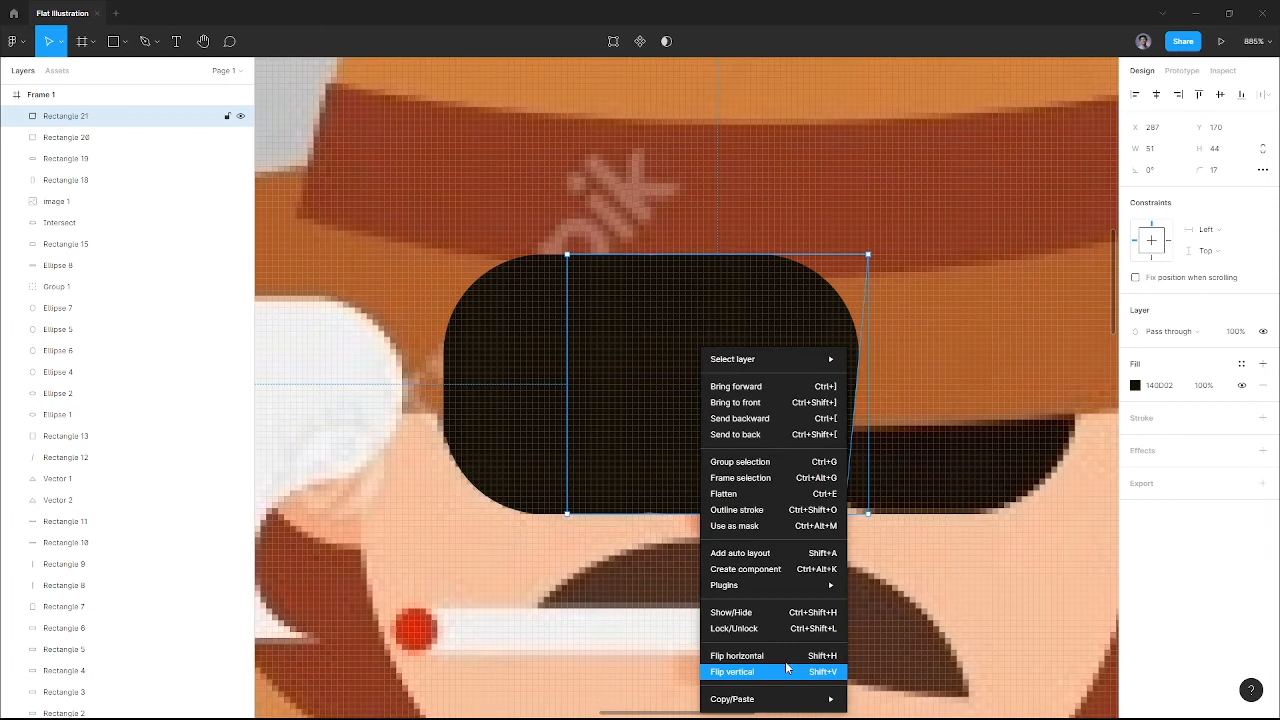 Flat Illustration
Share
885%
Layers
Assets
Page 1
Design
Prototype
Inspect
Frame 1
Rectangle 21
Rectangle 20
Rectangle 19
Rectangle 18
image 1
Intersect
Rectangle 15
Ellipse 8
Group 1
Ellipse 7
Ellipse 5
Ellipse 6
Ellipse 4
Ellipse 2
Ellipse 1
Rectangle 13
Rectangle 12
Vector 1
Vector 2
Rectangle 11
Rectangle 10
Rectangle 9
Rectangle 8
Rectangle 7
Rectangle 6
Rectangle 5
Rectangle 4
Rectangle 3
Rectangle 2
pik
Select layer
Bring forward Ctrl+]
Bring to front Ctrl+Shift+]
Send backward Ctrl+[
Send to back Ctrl+Shift+[
Group selection Ctrl+G
Frame selection Ctrl+Alt+G
Flatten Ctrl+E
Outline stroke Ctrl+Shift+O
Use as mask Ctrl+Alt+M
Add auto layout Shift+A
Create component Ctrl+Alt+K
Plugins
Show/Hide Ctrl+Shift+H
Lock/Unlock Ctrl+Shift+L
Flip horizontal Shift+H
Flip vertical Shift+V
Copy/Paste
X 287 Y 170
W 51 H 44
0° 17
Constraints
Left
Top
Fix position when scrolling
Layer
Pass through 100%
Fill
140D02 100%
Stroke
Effects
Export
?